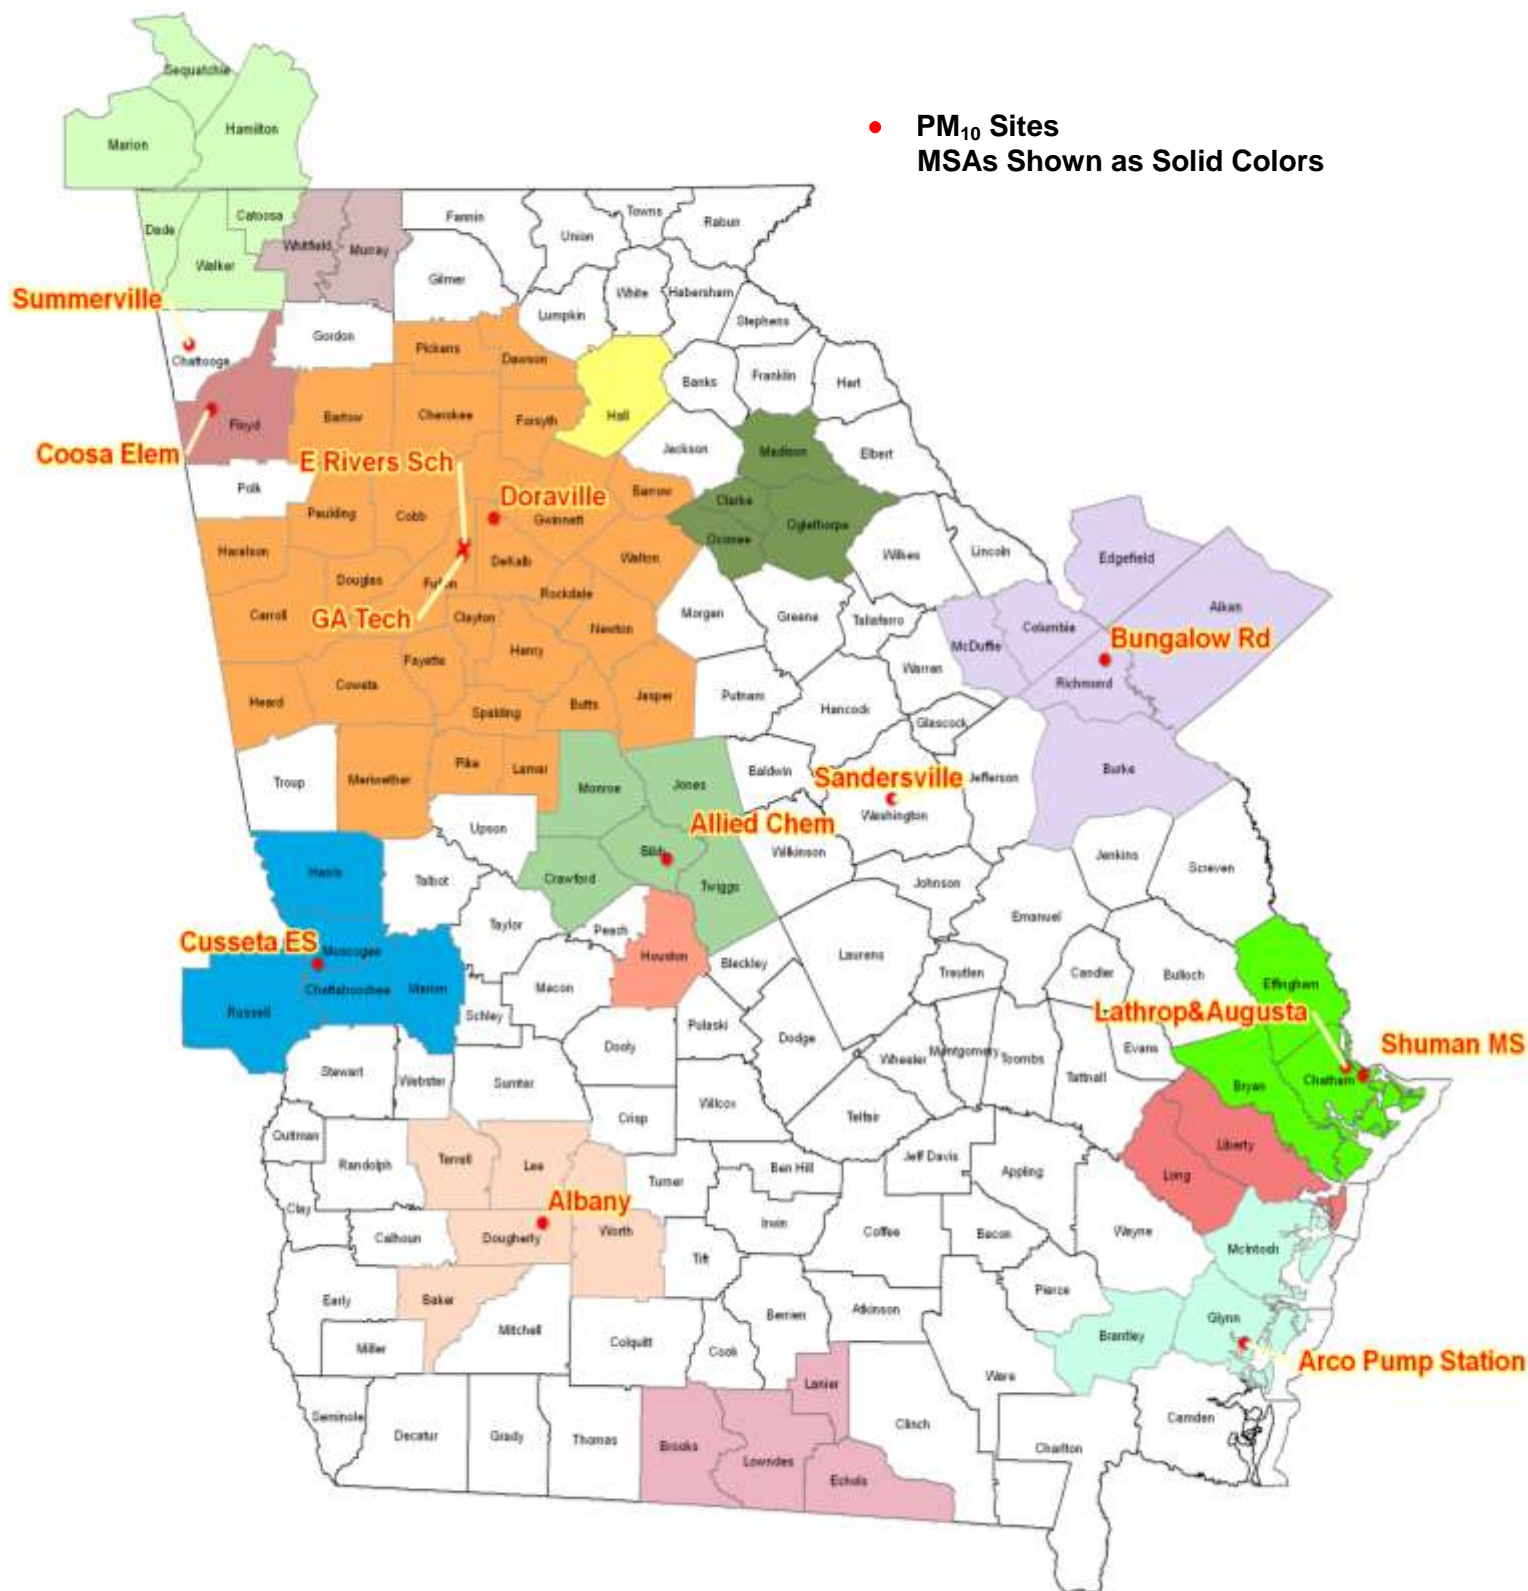 PM10 Sites
MSAs Shown as Solid Colors
Sequatchie
Marion
Hamilton
Dade
Catoosa
Walker
Whitfield
Murray
Fannin
Union
Towns
Rabun
Gilmer
Lumpkin
White
Habersham
Stephens
Summerville
Chattooga
Gordon
Pickens
Dawson
Hall
Banks
Franklin
Hart
Floyd
Bartow
Cherokee
Forsyth
Coosa Elem
E Rivers Sch
Jackson
Madison
Elbert
Polk
Doraville
Paulding
Cobb
Gwinnett
Barrow
Clarke
Oglethorpe
Oconee
Haralson
Douglas
Fulton
DeKalb
Walton
Wilkes
Lincoln
Edgefield
Aiken
Carroll
GA Tech
Clayton
Rockdale
Newton
Morgan
Greene
Taliaferro
McDuffie
Columbia
Bungalow Rd
Richmond
Heard
Coweta
Fayette
Henry
Spalding
Butts
Jasper
Putnam
Hancock
Warren
Glascock
Troup
Meriwether
Pike
Lamar
Monroe
Jones
Baldwin
Sandersville
Washington
Jefferson
Burke
Upson
Bibb
Allied Chem
Wilkinson
Johnson
Jenkins
Screven
Harris
Talbot
Crawford
Twiggs
Taylor
Peach
Houston
Bleckley
Laurens
Emanuel
Cusseta ES
Muscogee
Chattahoochee
Marion
Russell
Macon
Schley
Dooly
Pulaski
Dodge
Treutlen
Candler
Bulloch
Effingham
Lathrop&Augusta
Shuman MS
Stewart
Webster
Sumter
Crisp
Wilcox
Wheeler
Montgomery
Toombs
Tattnall
Evans
Bryan
Chatham
Telfair
Quitman
Randolph
Terrell
Lee
Turner
Ben Hill
Jeff Davis
Appling
Long
Liberty
Clay
Calhoun
Albany
Dougherty
Worth
Tift
Irwin
Coffee
Bacon
Wayne
McIntosh
Early
Baker
Mitchell
Miller
Colquitt
Cook
Berrien
Atkinson
Pierce
Brantley
Glynn
Arco Pump Station
Seminole
Decatur
Grady
Thomas
Brooks
Lowndes
Lanier
Echols
Clinch
Ware
Charlton
Camden